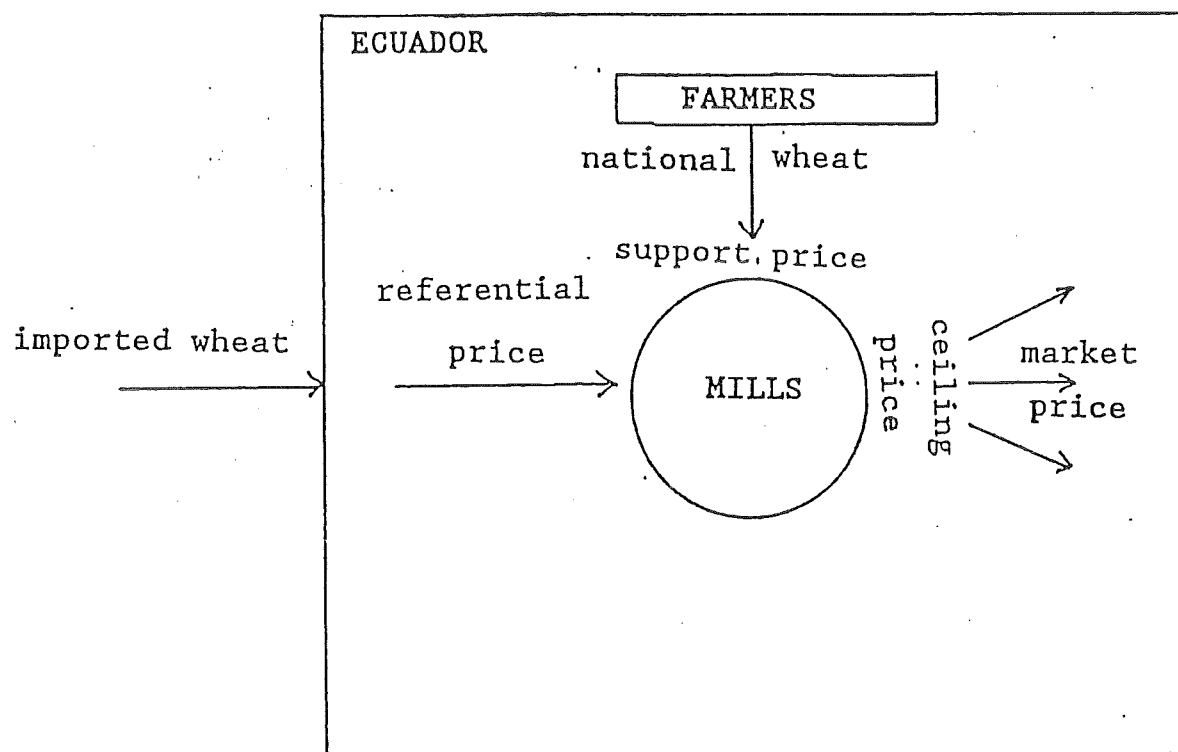 ECUADOR
FARMERS
national wheat
support price
referential
price
imported wheat
MILLS
ceiling
price
market
price